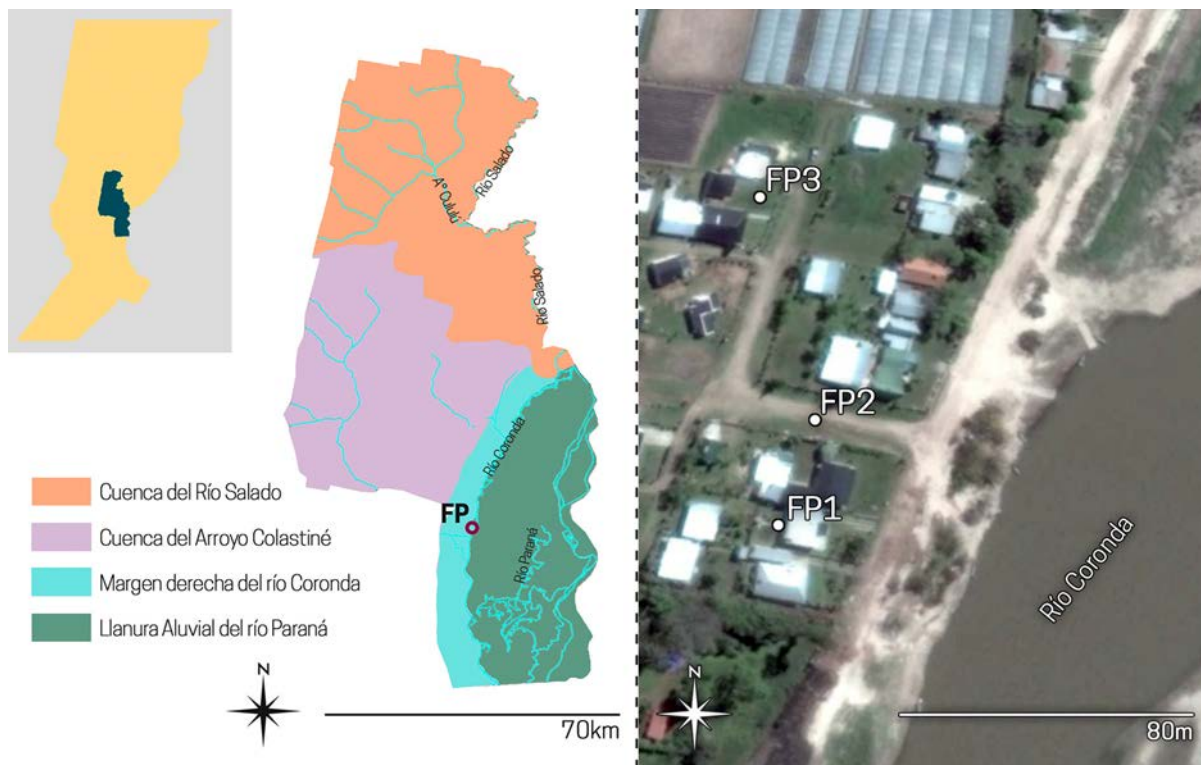 Río Salado
Aº Cululú
Río Salado
Río Coronda
FP
Río Paraná
Cuenca del Río Salado
Cuenca del Arroyo Colastiné
Margen derecha del río Coronda
Llanura Aluvial del río Paraná
N
70km
FP3
FP2
FP1
Río Coronda
N
80m